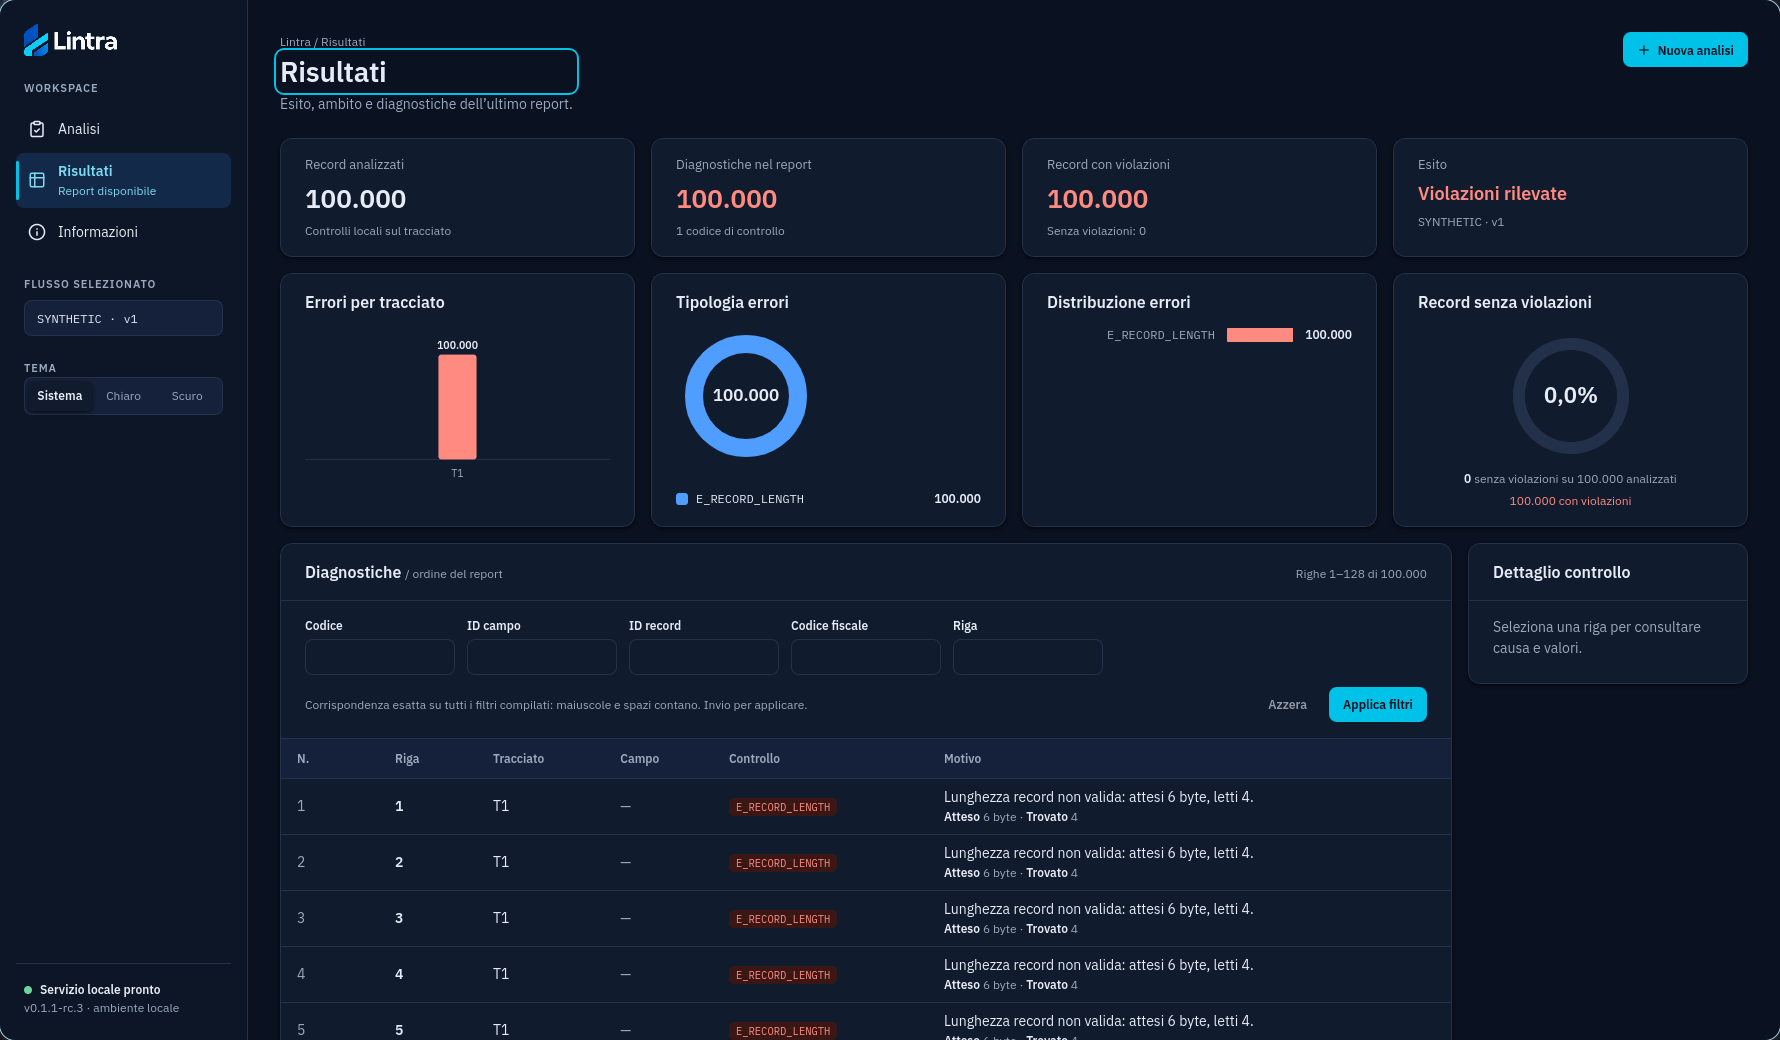 Lintra
WORKSPACE
Analisi
Risultati
Report disponibile
Informazioni
FLUSSO SELEZIONATO
SYNTHETIC · v1
TEMA
Sistema Chiaro Scuro
Servizio locale pronto
v0.1.1-rc.3 · ambiente locale
Lintra / Risultati
Risultati
Esito, ambito e diagnostiche dell’ultimo report.
+ Nuova analisi
Record analizzati
100.000
Controlli locali sul tracciato
Diagnostiche nel report
100.000
1 codice di controllo
Record con violazioni
100.000
Senza violazioni: 0
Esito
Violazioni rilevate
SYNTHETIC · v1
Errori per tracciato
100.000
T1
Tipologia errori
100.000
E_RECORD_LENGTH 100.000
Distribuzione errori
E_RECORD_LENGTH 100.000
Record senza violazioni
0,0%
0 senza violazioni su 100.000 analizzati
100.000 con violazioni
Diagnostiche / ordine del report Righe 1–128 di 100.000
Codice ID campo ID record Codice fiscale Riga
Corrispondenza esatta su tutti i filtri compilati: maiuscole e spazi contano. Invio per applicare. Azzera Applica filtri
N. Riga Tracciato Campo Controllo Motivo
1 1 T1 — E_RECORD_LENGTH Lunghezza record non valida: attesi 6 byte, letti 4.
Atteso 6 byte · Trovato 4
2 2 T1 — E_RECORD_LENGTH Lunghezza record non valida: attesi 6 byte, letti 4.
Atteso 6 byte · Trovato 4
3 3 T1 — E_RECORD_LENGTH Lunghezza record non valida: attesi 6 byte, letti 4.
Atteso 6 byte · Trovato 4
4 4 T1 — E_RECORD_LENGTH Lunghezza record non valida: attesi 6 byte, letti 4.
Atteso 6 byte · Trovato 4
5 5 T1 — E_RECORD_LENGTH Lunghezza record non valida: attesi 6 byte, letti 4.
Atteso 6 byte · Trovato 4
Dettaglio controllo
Seleziona una riga per consultare
causa e valori.